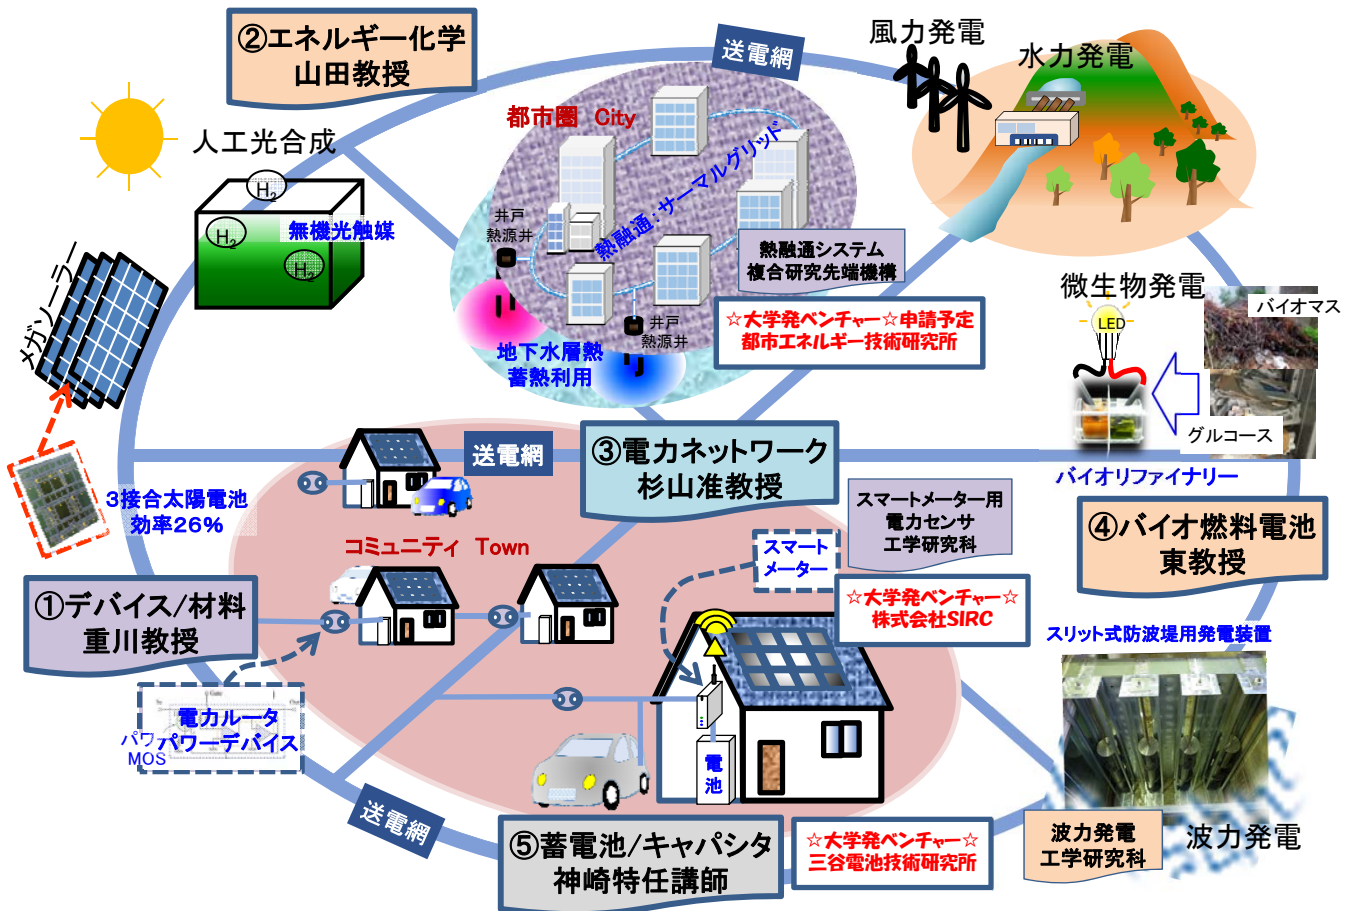 ②エネルギー化学
山田教授
送電網
風力発電
水力発電
都市圏 City
人工光合成
H2
H2
H2
無機光触媒
熱融通:サーマルグリッド
井戸
熱源井
熱融通システム
複合研究先端機構
☆大学発ベンチャー☆申請予定
都市エネルギー技術研究所
井戸
熱源井
地下水層熱
蓄熱利用
微生物発電
LED
バイオマス
グルコース
バイオリファイナリー
メガソーラー
3接合太陽電池
効率26%
送電網
③電力ネットワーク
杉山准教授
スマートメーター用
電力センサ
工学研究科
④バイオ燃料電池
東教授
コミュニティ Town
スマート
メーター
☆大学発ベンチャー☆
株式会社SIRC
①デバイス/材料
重川教授
スリット式防波堤用発電装置
Gate
電力ルータ
パワーデバイス
パワー
MOS
電
池
送電網
⑤蓄電池/キャパシタ
神崎特任講師
☆大学発ベンチャー☆
三谷電池技術研究所
波力発電
工学研究科
波力発電